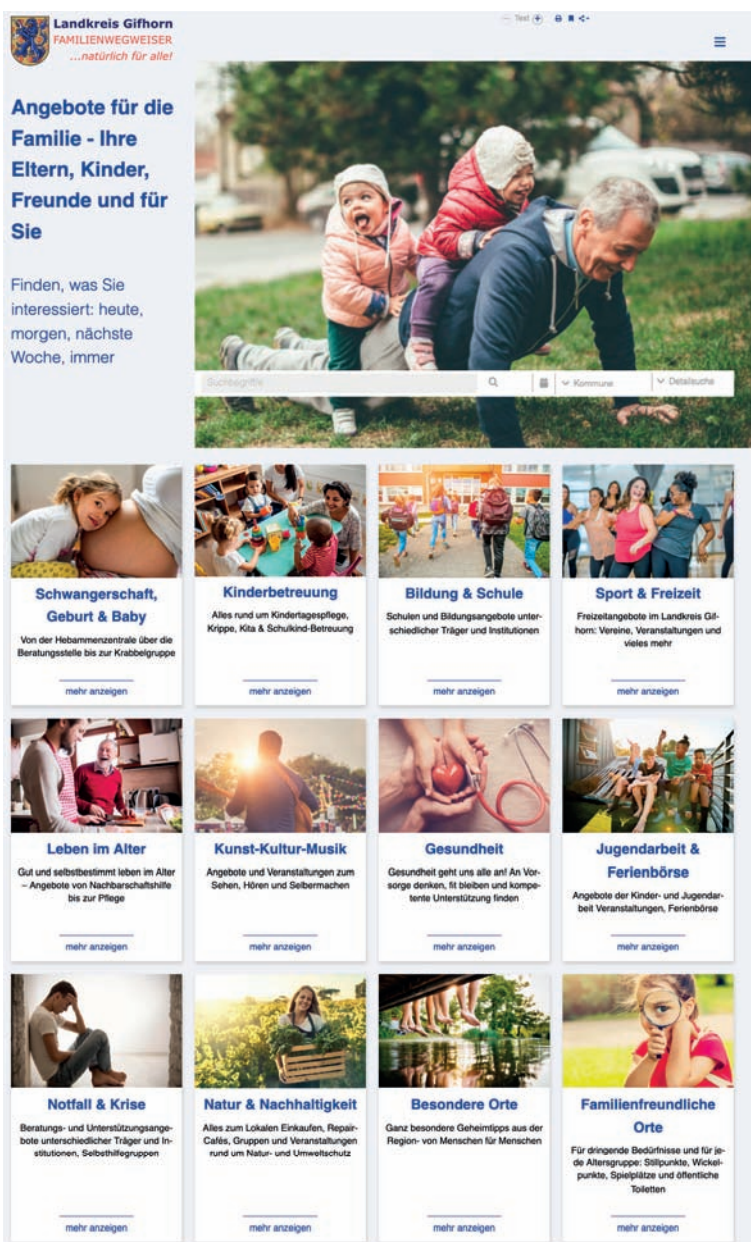 Landkreis Gifhorn
FAMILIENWEGWEISER
...natürlich für alle!
Text
Angebote für die
Familie - Ihre
Eltern, Kinder,
Freunde und für
Sie
Finden, was Sie
interessiert: heute,
morgen, nächste
Woche, immer
Suchbegriffe
Kommune
Detailsuche
Schwangerschaft,
Geburt & Baby
Von der Hebammenzentrale über die
Beratungsstelle bis zur Krabbelgruppe
mehr anzeigen
Kinderbetreuung
Alles rund um Kindertagespflege,
Krippe, Kita & Schulkind-Betreuung
mehr anzeigen
Bildung & Schule
Schulen und Bildungsangebote unter-
schiedlicher Träger und Institutionen
mehr anzeigen
Sport & Freizeit
Freizeitangebote im Landkreis Gif-
horn: Vereine, Veranstaltungen und
vieles mehr
mehr anzeigen
Leben im Alter
Gut und selbstbestimmt leben im Alter
– Angebote von Nachbarschaftshilfe
bis zur Pflege
mehr anzeigen
Kunst-Kultur-Musik
Angebote und Veranstaltungen zum
Sehen, Hören und Selbermachen
mehr anzeigen
Gesundheit
Gesundheit geht uns alle an! An Vor-
sorge denken, fit bleiben und kompe-
tente Unterstützung finden
mehr anzeigen
Jugendarbeit &
Ferienbörse
Angebote der Kinder- und Jugendar-
beit Veranstaltungen, Ferienbörse
mehr anzeigen
Notfall & Krise
Beratungs- und Unterstützungsange-
bote unterschiedlicher Träger und In-
stitutionen, Selbsthilfegruppen
mehr anzeigen
Natur & Nachhaltigkeit
Alles zum Lokalen Einkaufen, Repair-
Cafés, Gruppen und Veranstaltungen
rund um Natur- und Umweltschutz
mehr anzeigen
Besondere Orte
Ganz besondere Geheimtipps aus der
Region- von Menschen für Menschen
mehr anzeigen
Familienfreundliche
Orte
Für dringende Bedürfnisse und für je-
de Altersgruppe: Stillpunkte, Wickel-
punkte, Spielplätze und öffentliche
Toiletten
mehr anzeigen